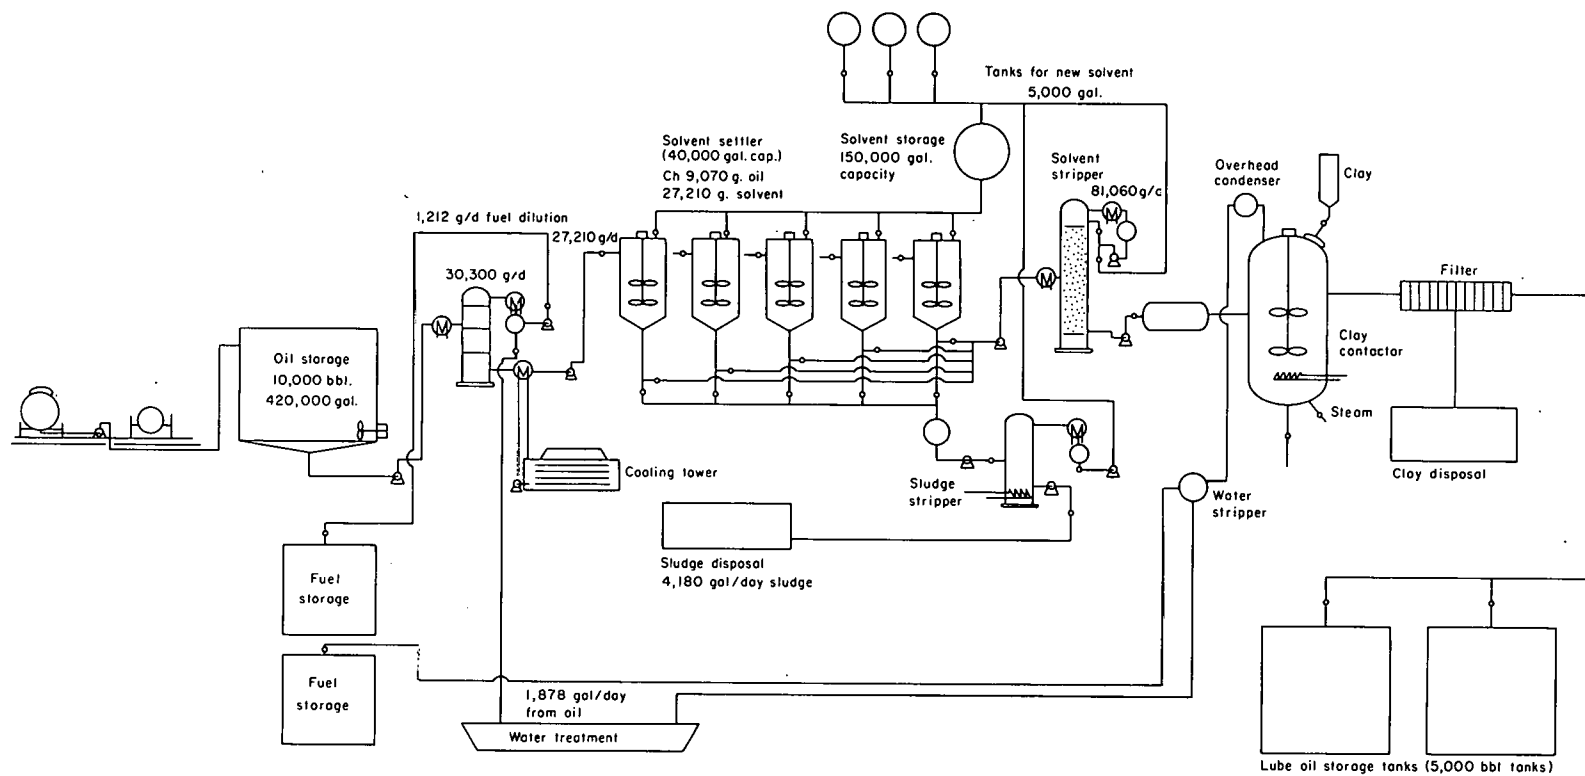 Tanks for new solvent
5,000 gal.
Solvent settler
(40,000 gal. cap.)
Ch 9,070 g. oil
27,210 g. solvent
Solvent storage
150,000 gal.
capacity
Solvent
stripper
81,060 g/c
Overhead
condenser
Clay
1,212 g/d fuel dilution
27,210 g/d
30,300 g/d
Filter
Oil storage
10,000 bbl.
420,000 gal.
Clay
contactor
Steam
Cooling tower
Sludge
stripper
Water
stripper
Clay disposal
Sludge disposal
4,180 gal/day sludge
Fuel
storage
Fuel
storage
1,878 gal/day
from oil
Water treatment
Lube oil storage tanks (5,000 bbl tanks)